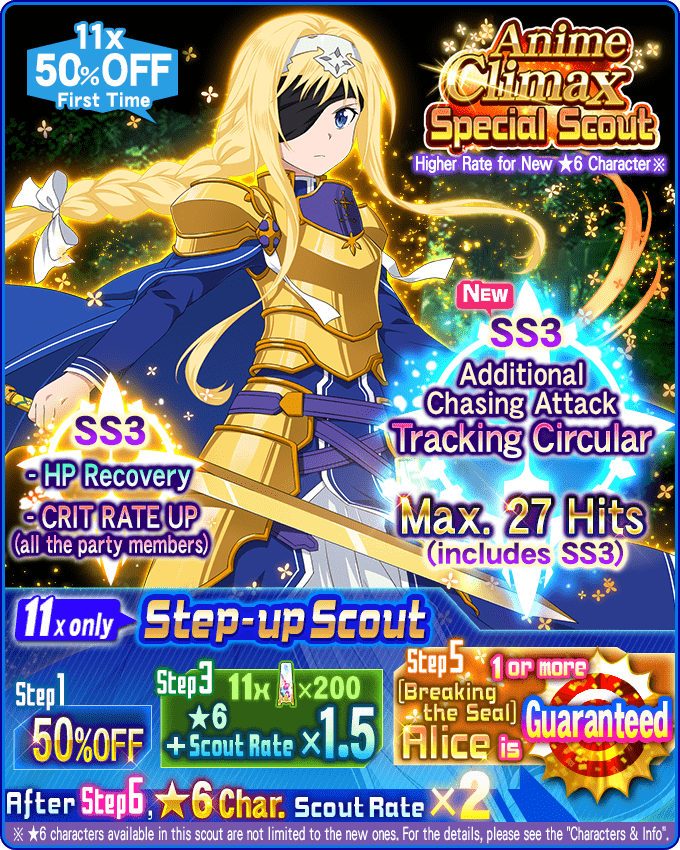 11x
50%OFF
First Time
Anime
Climax
Special Scout
Higher Rate for New ★6 Character※
New
SS3
Additional
Chasing Attack
Tracking Circular
Max. 27 Hits
(includes SS3)
SS3
- HP Recovery
- CRIT RATE UP
(all the party members)
11x only Step-up Scout
Step1
50%OFF
Step3 11x ×200
★6
+Scout Rate ×1.5
Step5 1 or more
[Breaking
the Seal]
Alice is Guaranteed
After Step6, ★6 Char. Scout Rate ×2
※ ★6 characters available in this scout are not limited to the new ones. For the details, please see the "Characters & Info".